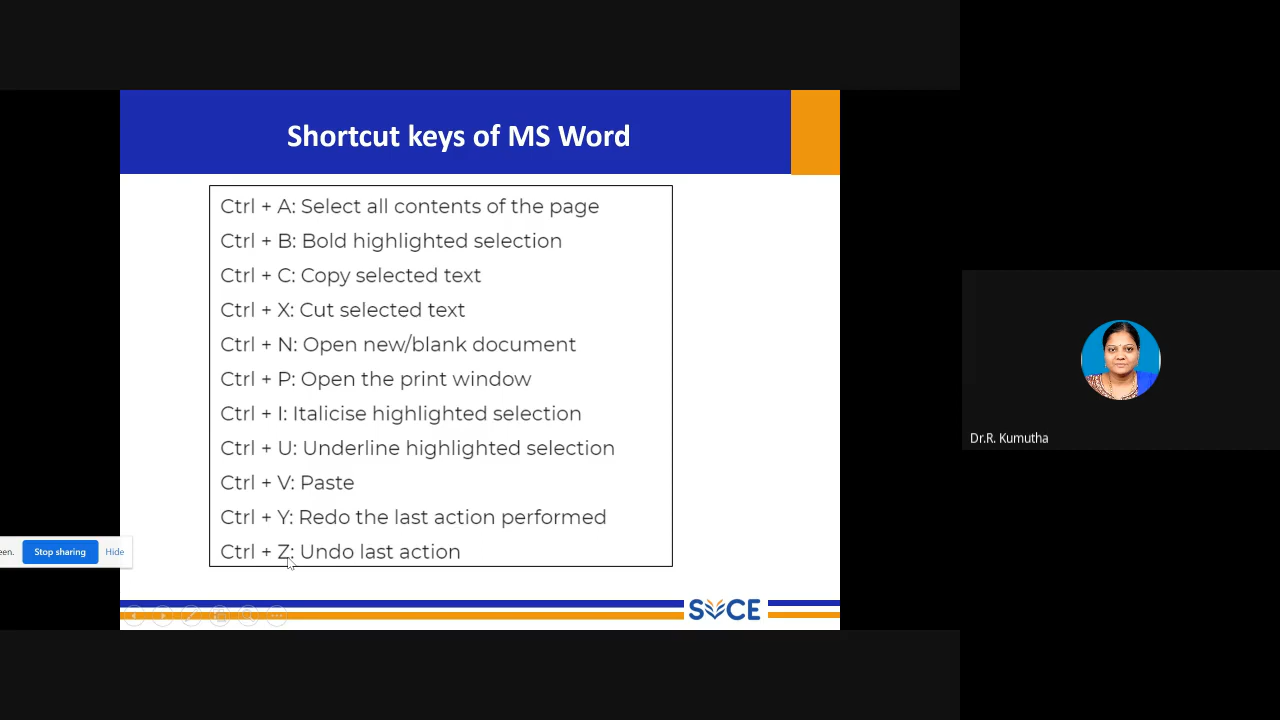 Shortcut keys of MS Word
Ctrl + A: Select all contents of the page
Ctrl + B: Bold highlighted selection
Ctrl + C: Copy selected text
Ctrl + X: Cut selected text
Ctrl + N: Open new/blank document
Ctrl + P: Open the print window
Ctrl + I: Italicise highlighted selection
Ctrl + U: Underline highlighted selection
Ctrl + V: Paste
Ctrl + Y: Redo the last action performed
Ctrl + Z: Undo last action
een. Stop sharing Hide
SVCE
Dr.R. Kumutha